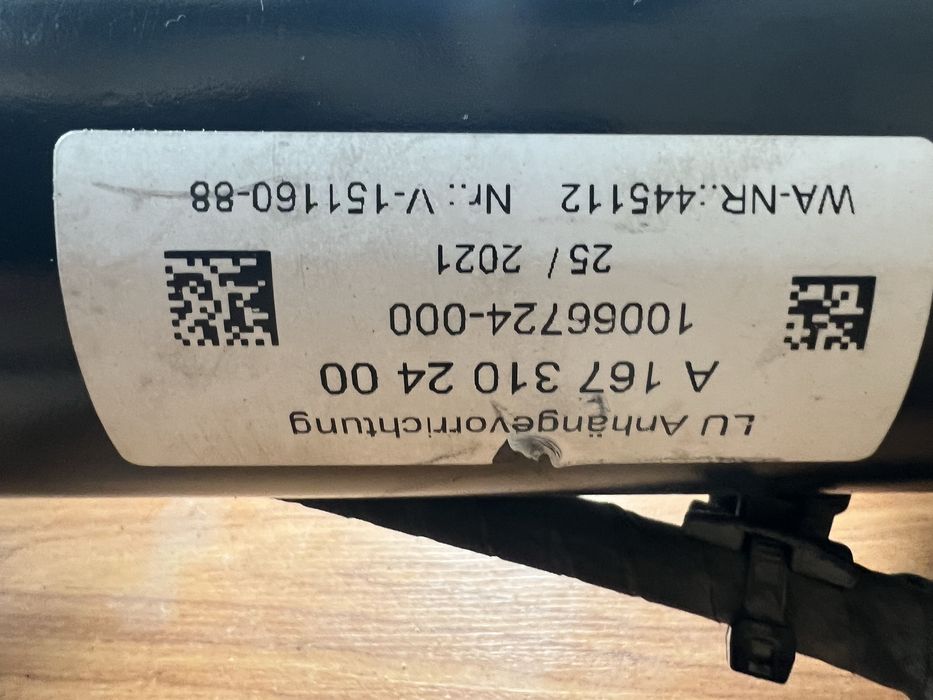 LU Anhängevorrichtung
A 167 310 24 00
10066724-000
25 / 2021
WA-NR.:445112 Nr.: V-151160-88